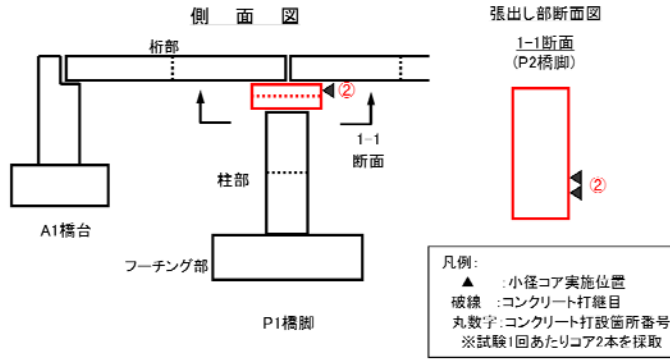 側面図
張出し部断面図
1-1断面
(P2橋脚)
桁部
②
1-1
断面
②
柱部
A1橋台
フーチング部
P1橋脚
凡例:
▲ :小径コア実施位置
破線 :コンクリート打継目
丸数字:コンクリート打設箇所番号
※試験1回あたりコア2本を採取